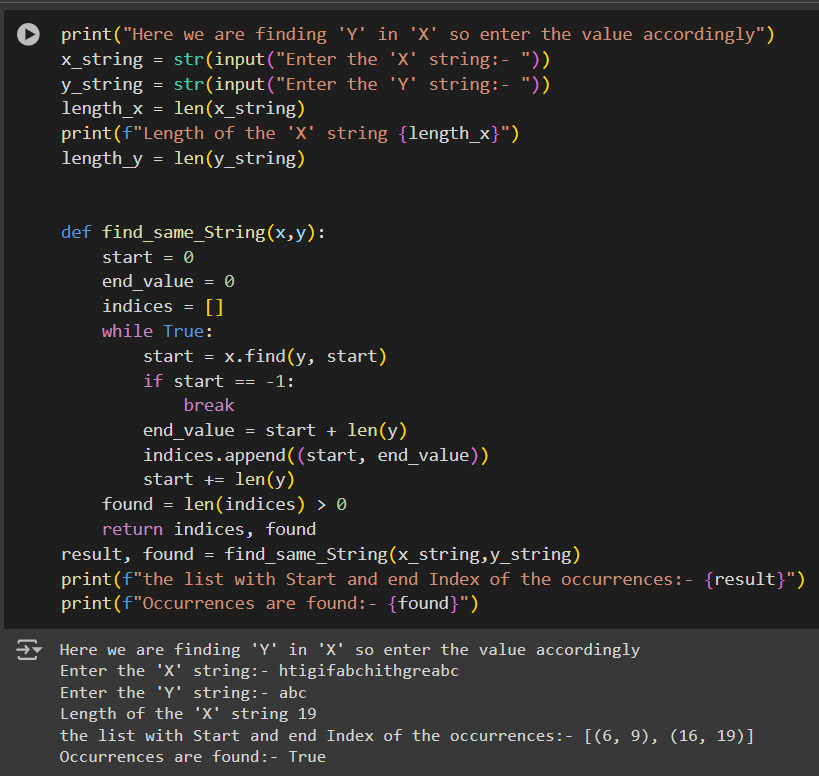 print("Here we are finding 'Y' in 'X' so enter the value accordingly")
x_string = str(input("Enter the 'X' string:- "))
y_string = str(input("Enter the 'Y' string:- "))
length_x = len(x_string)
print(f"Length of the 'X' string {length_x}")
length_y = len(y_string)
def find_same_String(x,y):
    start = 0
    end_value = 0
    indices = []
    while True:
        start = x.find(y, start)
        if start == -1:
            break
        end_value = start + len(y)
        indices.append((start, end_value))
        start += len(y)
    found = len(indices) > 0
    return indices, found
result, found = find_same_String(x_string,y_string)
print(f"the list with Start and end Index of the occurrences:- {result}")
print(f"Occurrences are found:- {found}")
Here we are finding 'Y' in 'X' so enter the value accordingly
Enter the 'X' string:- htigifabchithgreabc
Enter the 'Y' string:- abc
Length of the 'X' string 19
the list with Start and end Index of the occurrences:- [(6, 9), (16, 19)]
Occurrences are found:- True